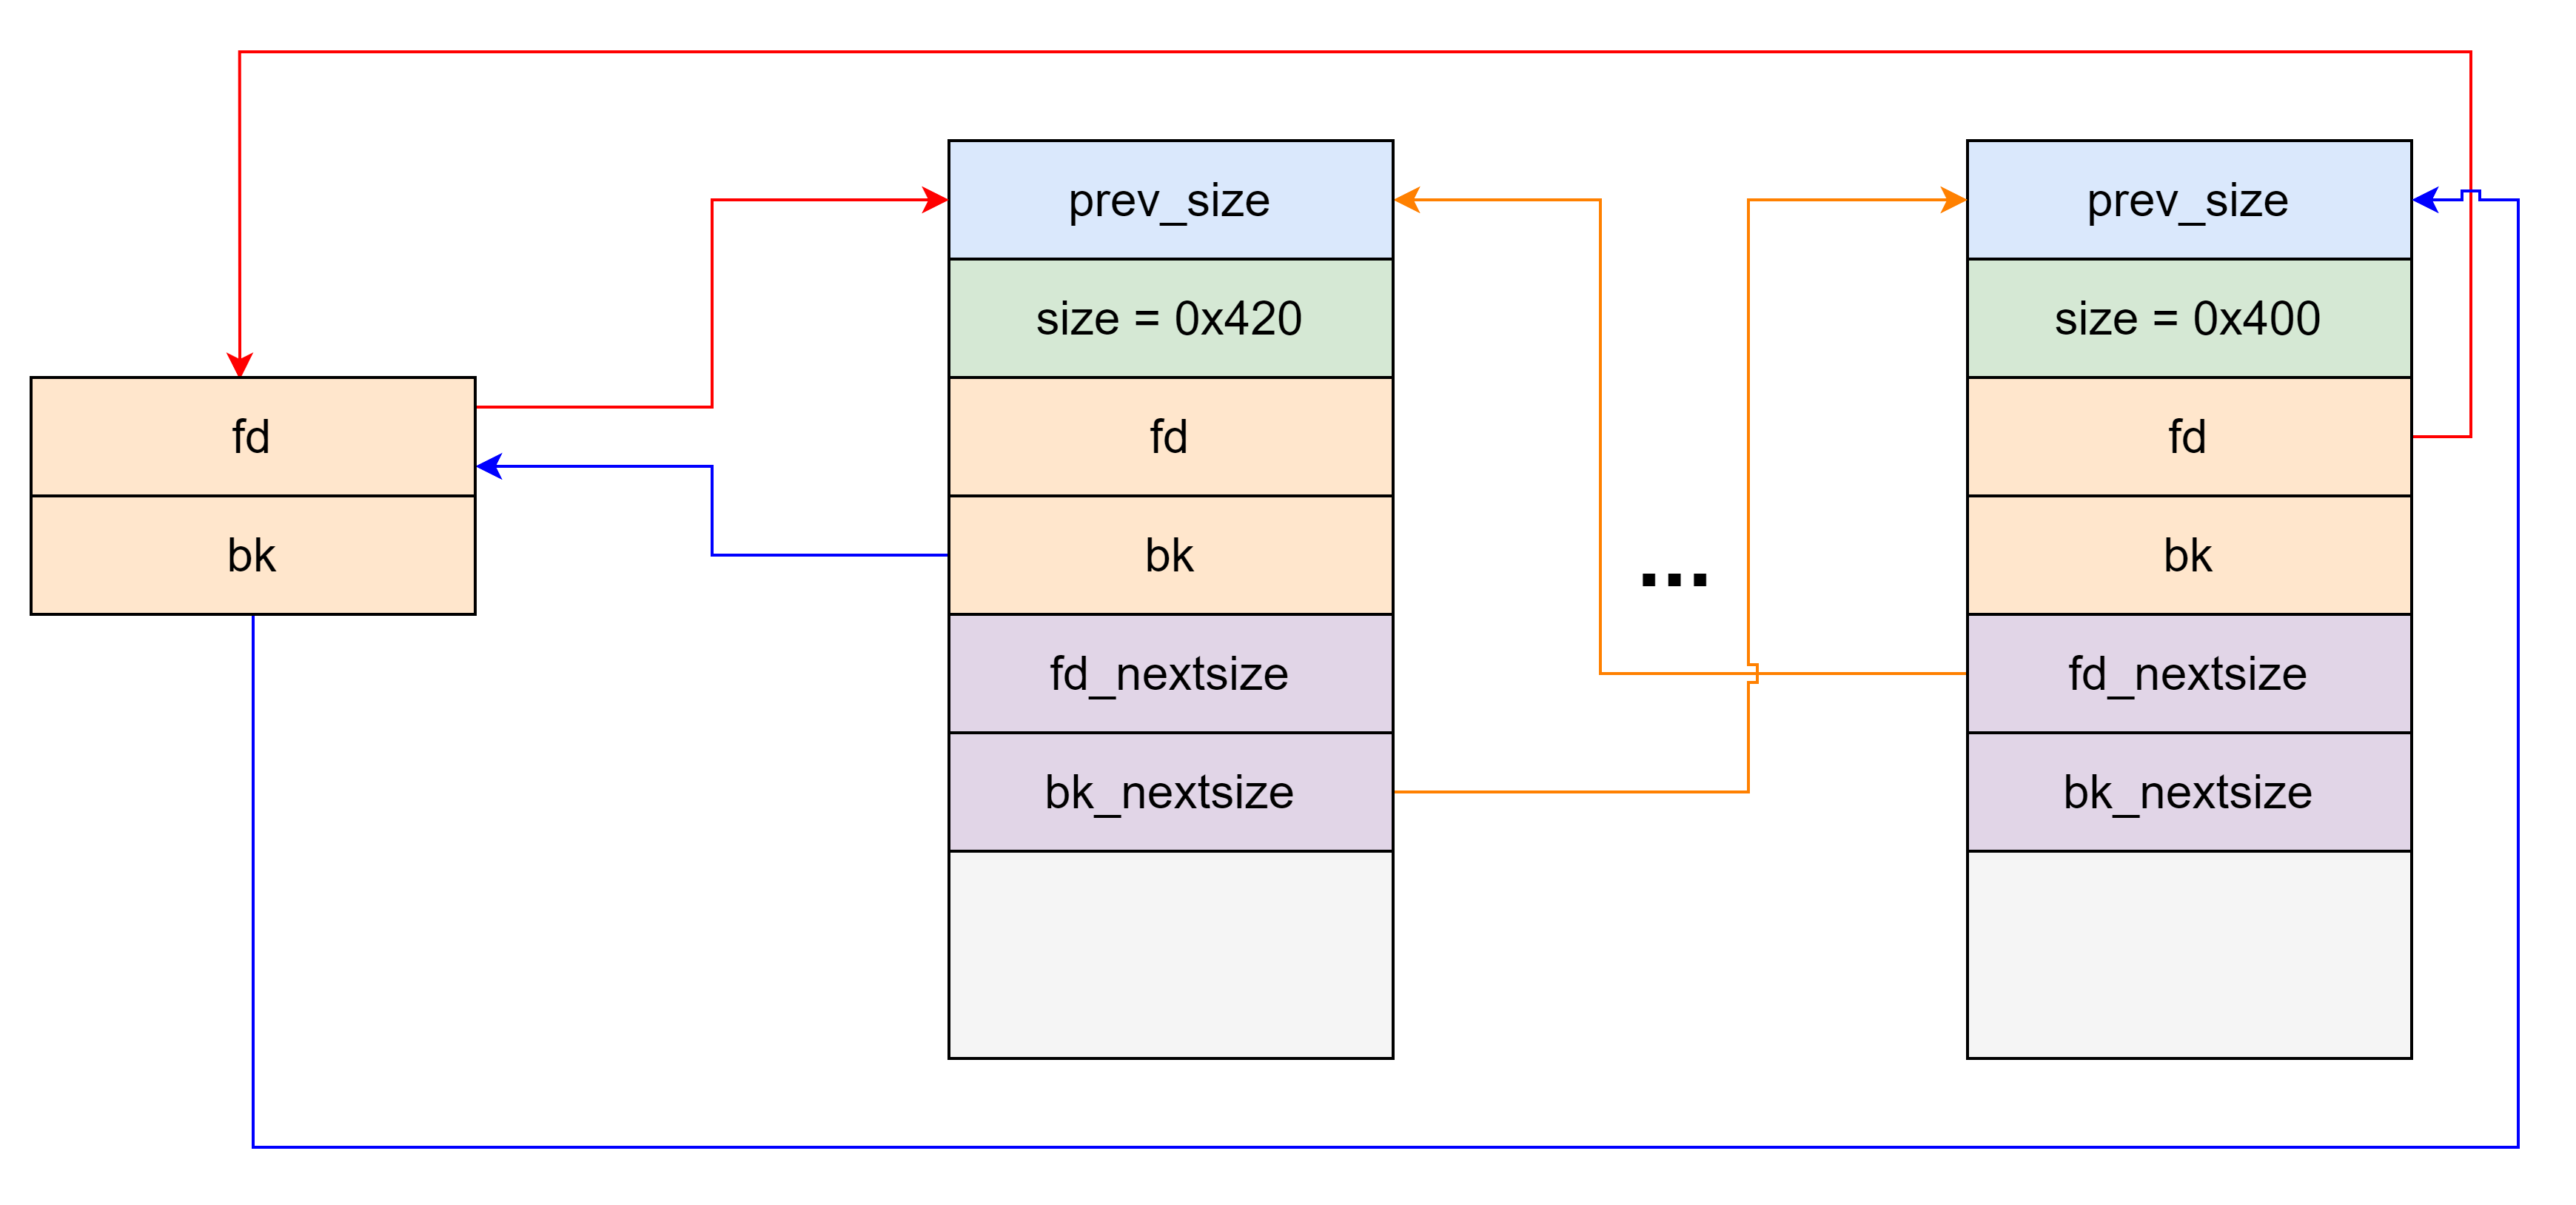 fd
bk
prev_size
size = 0x420
fd
bk
fd_nextsize
bk_nextsize
...
prev_size
size = 0x400
fd
bk
fd_nextsize
bk_nextsize